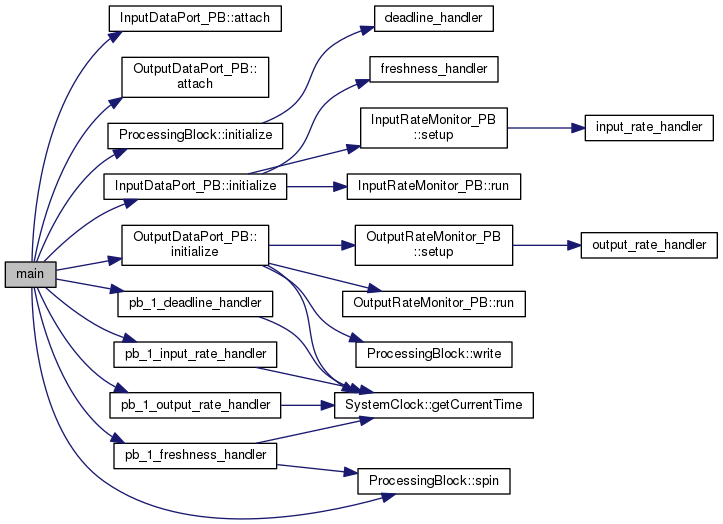 main
InputDataPort_PB::attach
OutputDataPort_PB::
attach
ProcessingBlock::initialize
InputDataPort_PB::initialize
OutputDataPort_PB::
initialize
pb_1_deadline_handler
pb_1_input_rate_handler
pb_1_output_rate_handler
pb_1_freshness_handler
deadline_handler
freshness_handler
InputRateMonitor_PB
::setup
InputRateMonitor_PB::run
OutputRateMonitor_PB
::setup
OutputRateMonitor_PB::run
ProcessingBlock::write
SystemClock::getCurrentTime
ProcessingBlock::spin
input_rate_handler
output_rate_handler